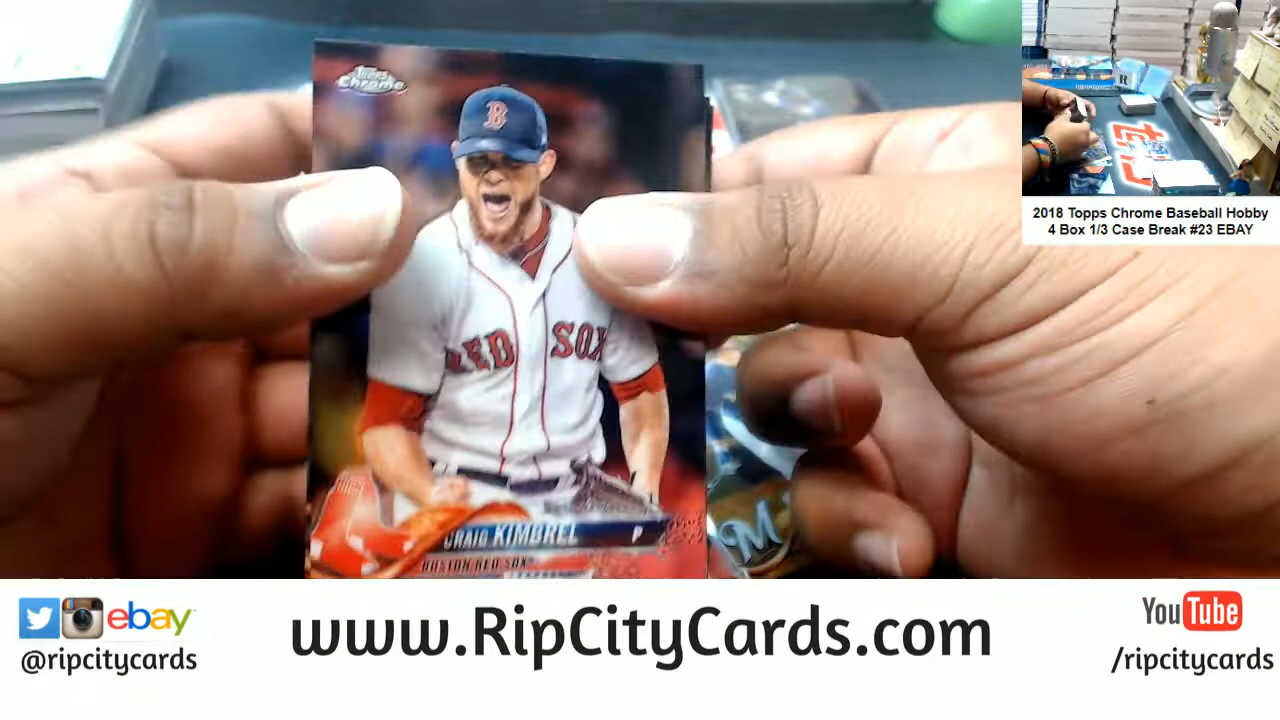 Topps
Chrome
B
RED SOX
CRAIG KIMBREL P
BOSTON RED SOX
M
2018 Topps Chrome Baseball Hobby
4 Box 1/3 Case Break #23 EBAY
ebay
@ripcitycards
www.RipCityCards.com
YouTube
/ripcitycards